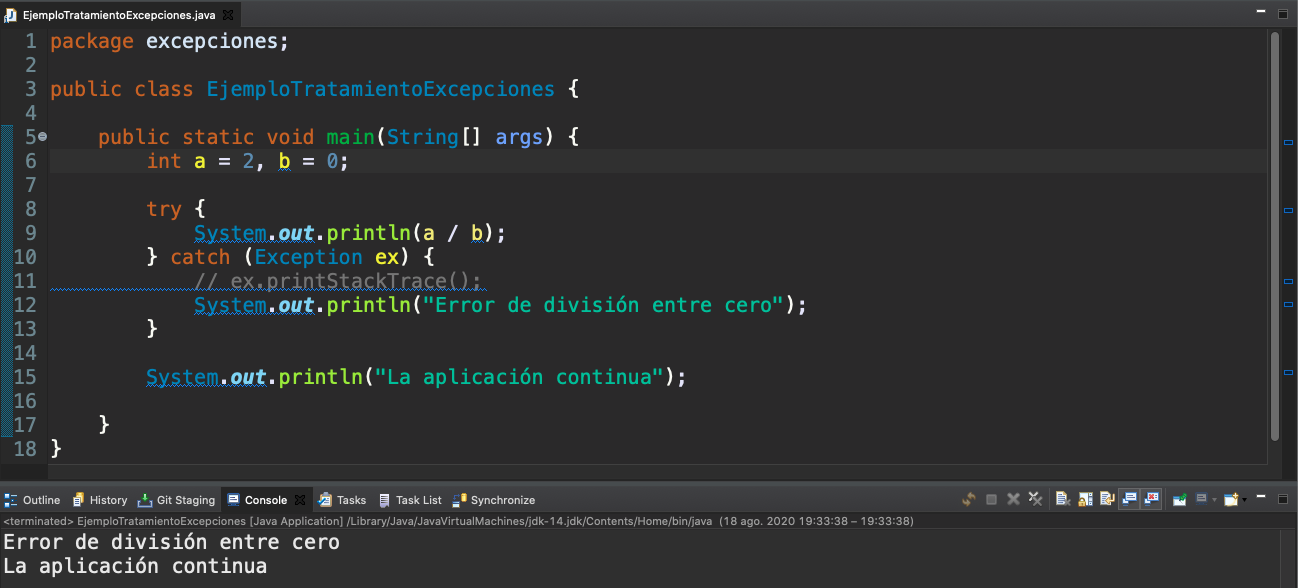 EjemploTratamientoExcepciones.java
1 package excepciones;
2
3 public class EjemploTratamientoExcepciones {
4
5 public static void main(String[] args) {
6 int a = 2, b = 0;
7
8 try {
9 System.out.println(a / b);
10 } catch (Exception ex) {
11 // ex.printStackTrace();
12 System.out.println("Error de división entre cero");
13 }
14
15 System.out.println("La aplicación continua");
16
17 }
18 }
Outline History Git Staging Console Tasks Task List Synchronize
<terminated> EjemploTratamientoExcepciones [Java Application] /Library/Java/JavaVirtualMachines/jdk-14.jdk/Contents/Home/bin/java (18 ago. 2020 19:33:38 – 19:33:38)
Error de división entre cero
La aplicación continua